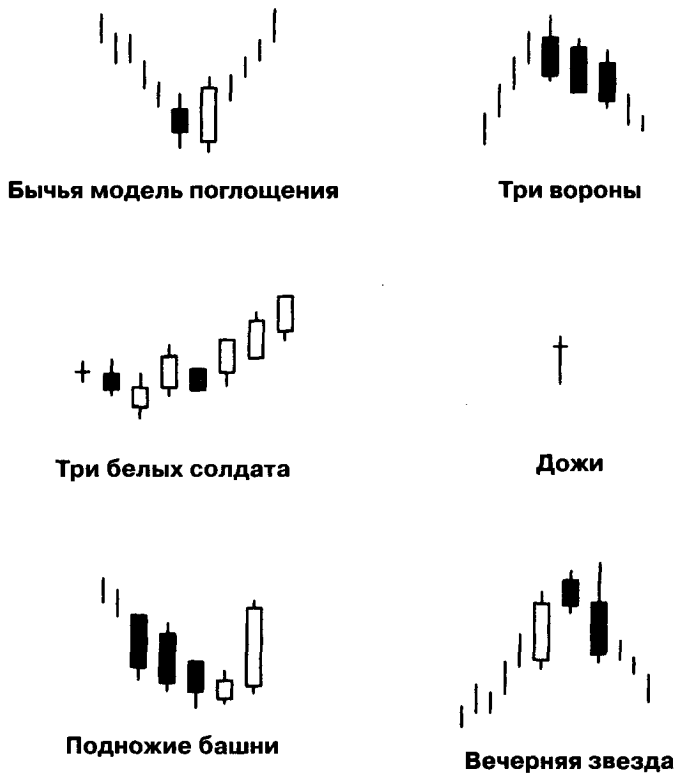 Бычья модель поглощения
Три вороны
Три белых солдата
Дожи
Подножие башни
Вечерняя звезда